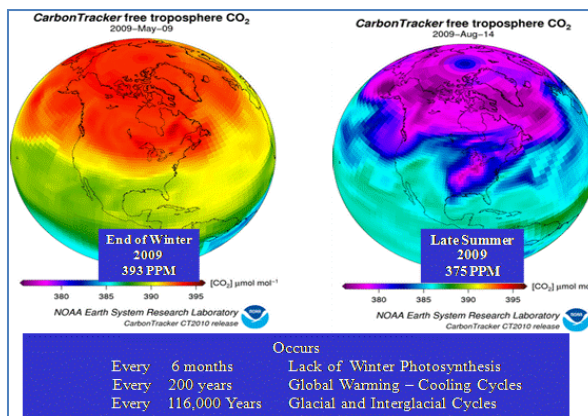 CarbonTracker free troposphere CO2
2009-May-09
End of Winter
2009
393 PPM
380 385 390 395 [CO2] μmol mol-1
NOAA Earth System Research Laboratory
CarbonTracker CT2010 release
CarbonTracker free troposphere CO2
2009-Aug-14
Late Summer
2009
375 PPM
380 385 390 395 [CO2] μmol mol
NOAA Earth System Research Laboratory
CarbonTracker CT2010 release
Occurs
Every 6 months Lack of Winter Photosynthesis
Every 200 years Global Warming – Cooling Cycles
Every 116,000 Years Glacial and Interglacial Cycles